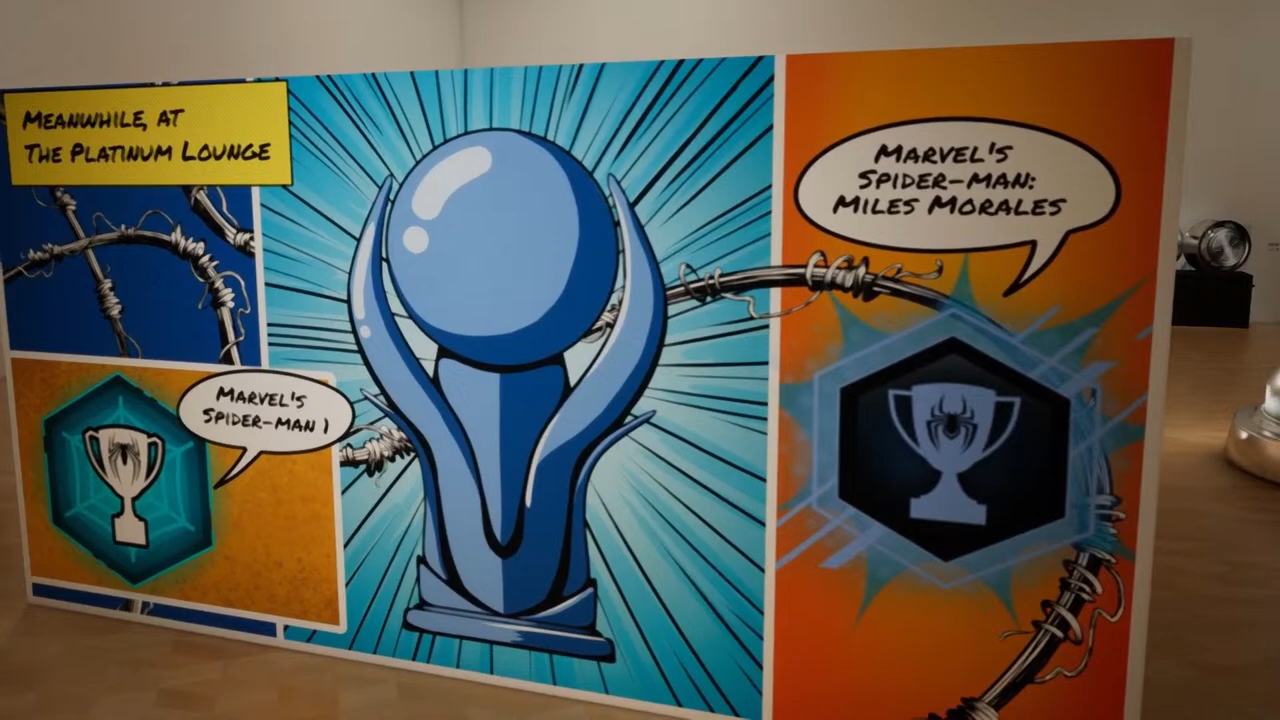 MEANWHILE, AT
THE PLATINUM LOUNGE
MARVEL'S
SPIDER-MAN 1
MARVEL'S
SPIDER-MAN:
MILES MORALES